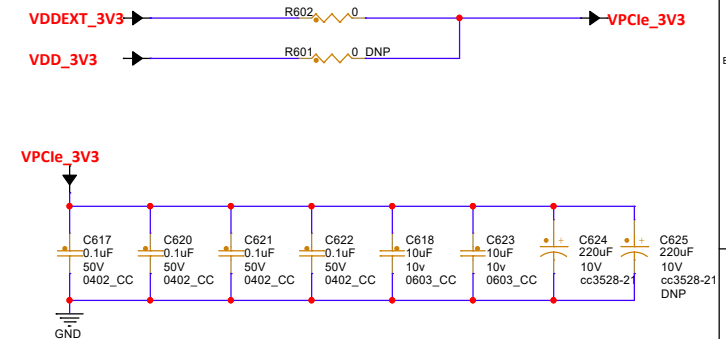 VDDEXT_3V3 R602 0 VPCIe_3V3
VDD_3V3 R601 0 DNP
VPCIe_3V3
C617 C620 C621 C622 C618 C623 C624 C625
0.1uF 0.1uF 0.1uF 0.1uF 10uF 10uF 220uF 220uF
50V 50V 50V 50V 10v 10v 10V 10V
0402_CC 0402_CC 0402_CC 0402_CC 0603_CC 0603_CC cc3528-21 cc3528-21
DNP
GND